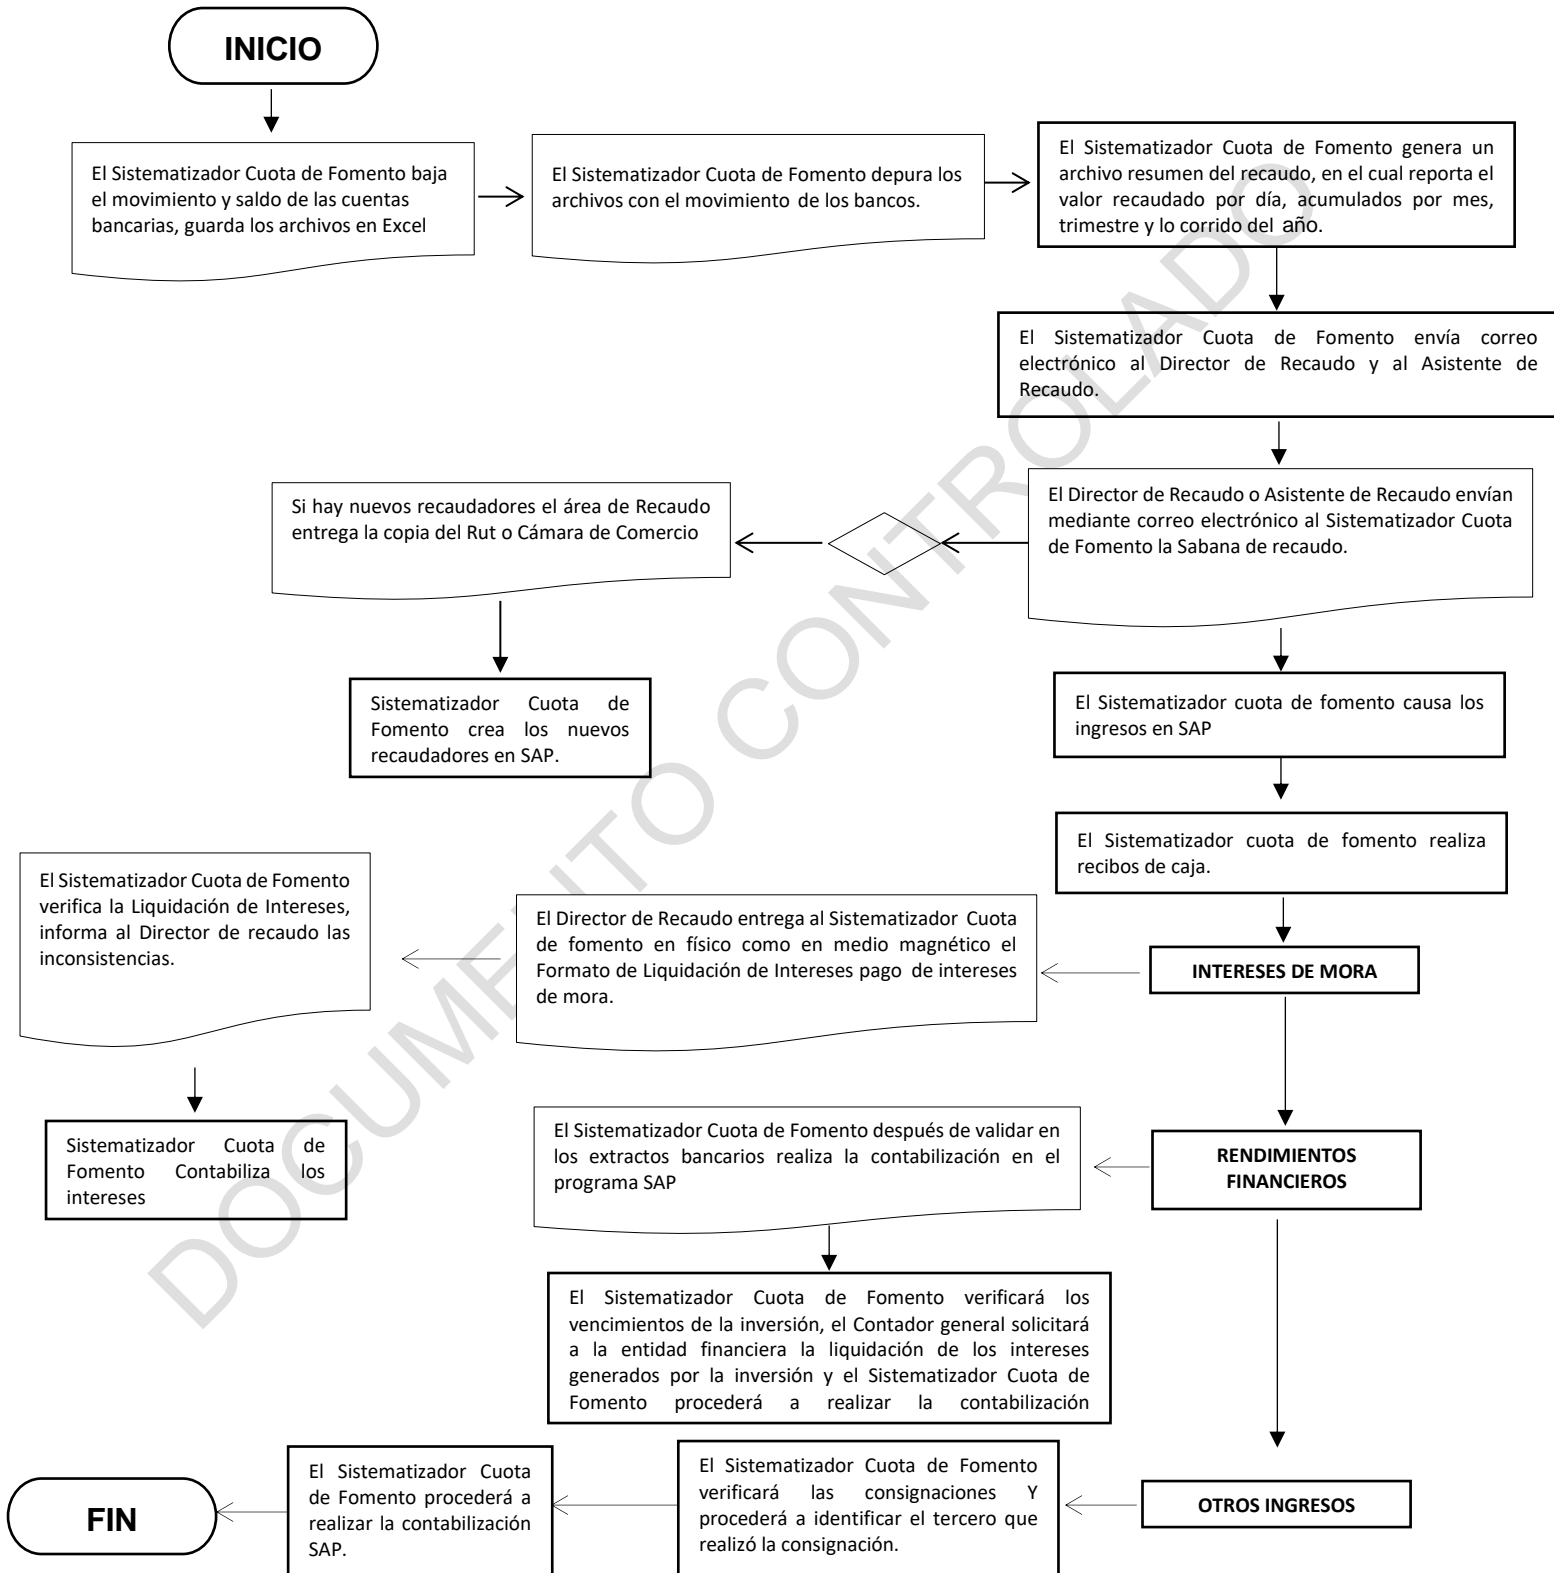 INICIO
El Sistematizador Cuota de Fomento baja
el movimiento y saldo de las cuentas
bancarias, guarda los archivos en Excel
El Sistematizador Cuota de Fomento depura los
archivos con el movimiento de los bancos.
El Sistematizador Cuota de Fomento genera un
archivo resumen del recaudo, en el cual reporta el
valor recaudado por día, acumulados por mes,
trimestre y lo corrido del año.
El Sistematizador Cuota de Fomento envía correo
electrónico al Director de Recaudo y al Asistente de
Recaudo.
El Director de Recaudo o Asistente de Recaudo envían
mediante correo electrónico al Sistematizador Cuota
de Fomento la Sabana de recaudo.
Si hay nuevos recaudadores el área de Recaudo
entrega la copia del Rut o Cámara de Comercio
Sistematizador Cuota de
Fomento crea los nuevos
recaudadores en SAP.
El Sistematizador cuota de fomento causa los
ingresos en SAP
El Sistematizador cuota de fomento realiza
recibos de caja.
INTERESES DE MORA
El Director de Recaudo entrega al Sistematizador Cuota
de fomento en físico como en medio magnético el
Formato de Liquidación de Intereses pago de intereses
de mora.
El Sistematizador Cuota de Fomento
verifica la Liquidación de Intereses,
informa al Director de recaudo las
inconsistencias.
Sistematizador Cuota de
Fomento Contabiliza los
intereses
RENDIMIENTOS
FINANCIEROS
El Sistematizador Cuota de Fomento después de validar en
los extractos bancarios realiza la contabilización en el
programa SAP
El Sistematizador Cuota de Fomento verificará los
vencimientos de la inversión, el Contador general solicitará
a la entidad financiera la liquidación de los intereses
generados por la inversión y el Sistematizador Cuota de
Fomento procederá a realizar la contabilización
OTROS INGRESOS
El Sistematizador Cuota de Fomento
verificará las consignaciones Y
procederá a identificar el tercero que
realizó la consignación.
El Sistematizador Cuota
de Fomento procederá a
realizar la contabilización
SAP.
FIN
DOCUMENTO CONTROLADO